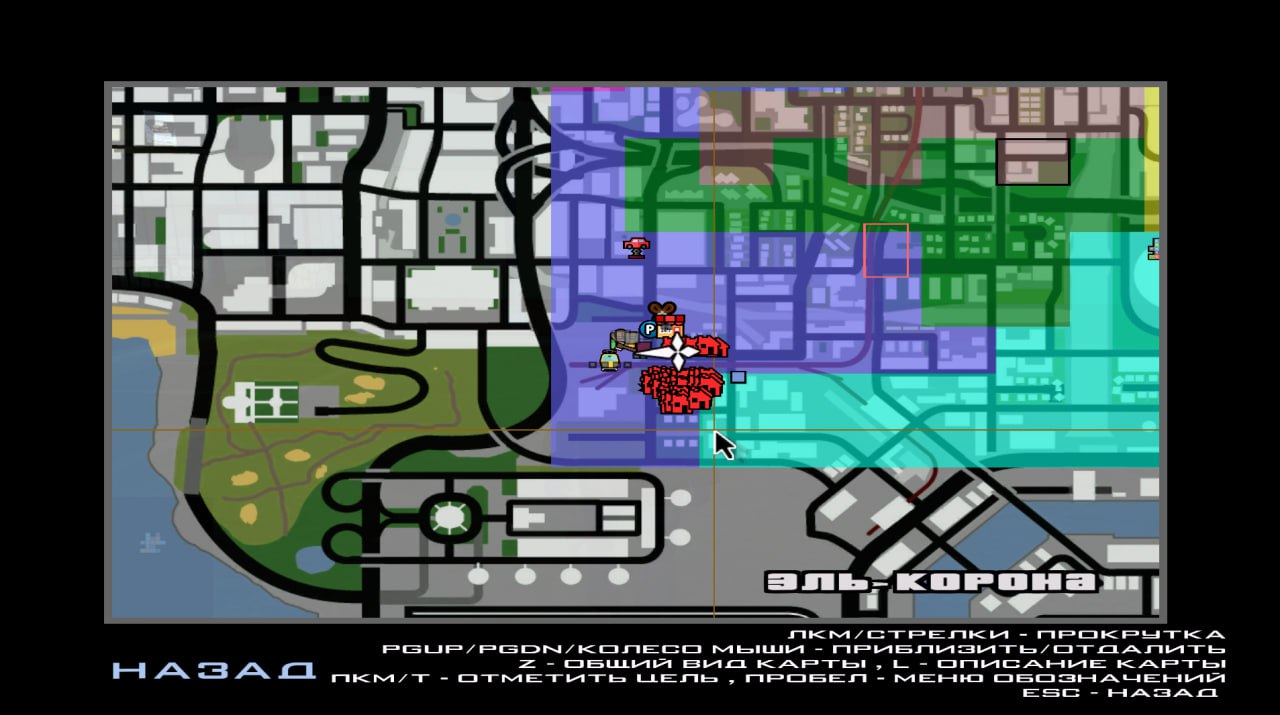 P
ЭЛЬ-КОРОНА
ЛКМ/СТРЕЛКИ - ПРОКРУТКА
PGUP/PGDN/КОЛЕСО МЫШИ - ПРИБЛИЗИТЬ/ОТДАЛИТЬ
Z - ОБЩИЙ ВИД КАРТЫ , L - ОПИСАНИЕ КАРТЫ
НАЗАД
ПКМ/Т - ОТМЕТИТЬ ЦЕЛЬ , ПРОБЕЛ - МЕНЮ ОБОЗНАЧЕНИЙ
ESC - НАЗАД